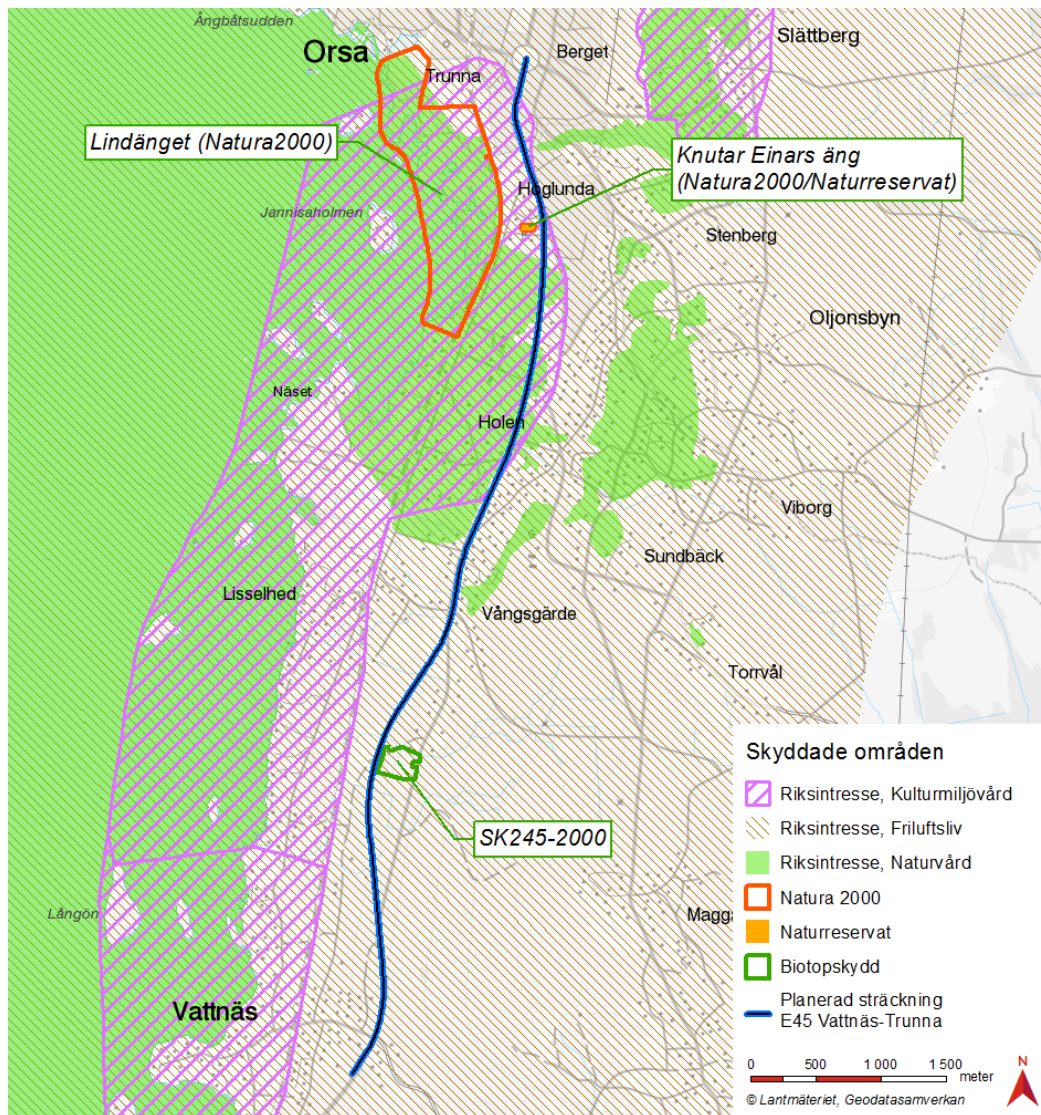 Ångbåtsudden
Orsa
Berget
Slättberg
Trunna
Lindänget (Natura2000)
Knutar Einars äng
(Natura2000/Naturreservat)
Höglunda
Jannisaholmen
Stenberg
Oljonsbyn
Näset
Holen
Viborg
Sundbäck
Lisselhed
Vångsgärde
Torrvål
SK245-2000
Långön
Magga
Vattnäs
Skyddade områden
Riksintresse, Kulturmiljövård
Riksintresse, Friluftsliv
Riksintresse, Naturvård
Natura 2000
Naturreservat
Biotopskydd
Planerad sträckning
E45 Vattnäs-Trunna
0 500 1 000 1 500
meter
N
© Lantmäteriet, Geodatasamverkan